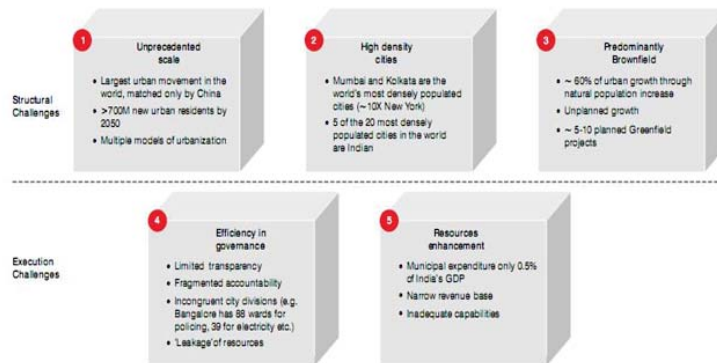 Structural
Challenges
1
Unprecedented
scale
• Largest urban movement in the
world, matched only by China
• >700M new urban residents by
2050
• Multiple models of urbanization
2
High density
cities
• Mumbai and Kolkata are the
world's most densely populated
cities (~10X New York)
• 5 of the 20 most densely
populated cities in the world
are Indian
3
Predominantly
Brownfield
• ~ 60% of urban growth through
natural population increase
• Unplanned growth
• ~ 5-10 planned Greenfield
projects
Execution
Challenges
4
Efficiency in
governance
• Limited transparency
• Fragmented accountability
• Incongruent city divisions (e.g.
Bangalore has 88 wards for
policing, 39 for electricity etc.)
• 'Leakage' of resources
5
Resources
enhancement
• Municipal expenditure only 0.5%
of India's GDP
• Narrow revenue base
• Inadequate capabilities